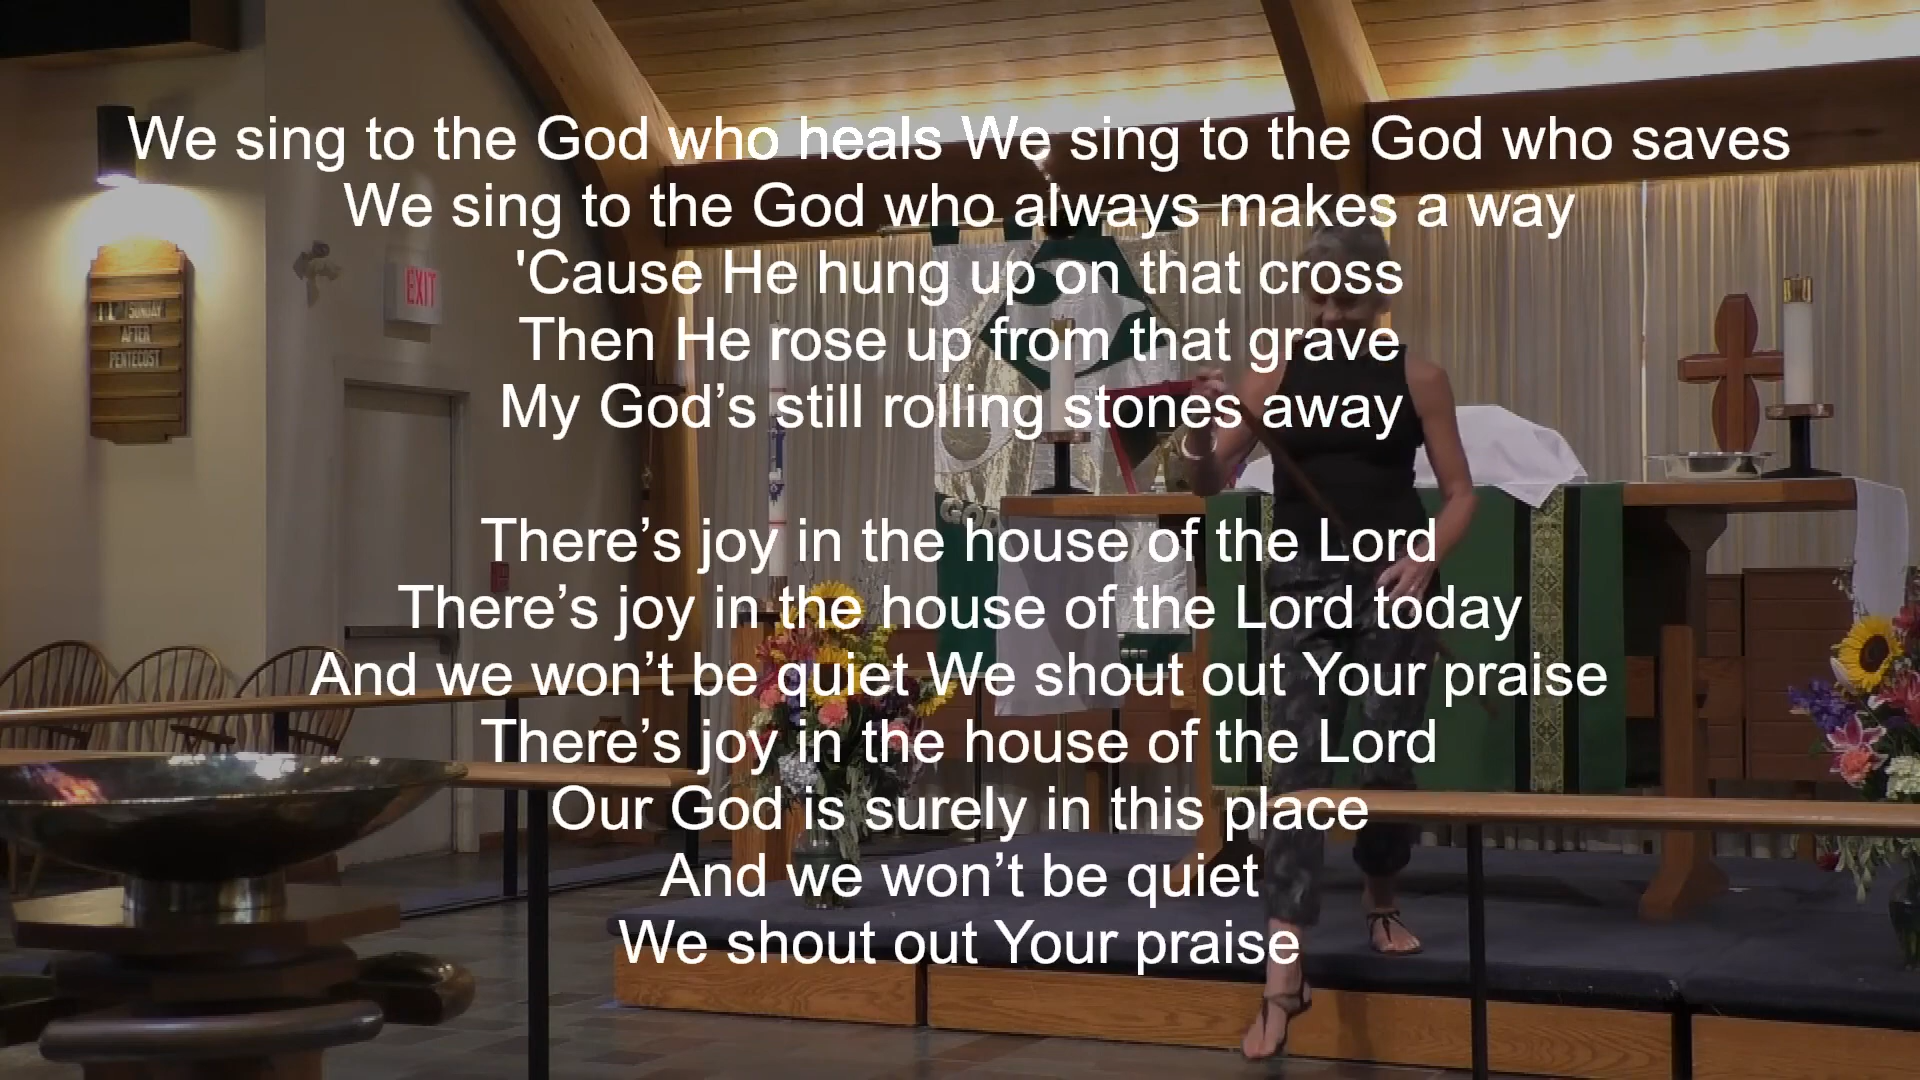 We sing to the God who heals We sing to the God who saves
We sing to the God who always makes a way
'Cause He hung up on that cross
Then He rose up from that grave
My God’s still rolling stones away
There’s joy in the house of the Lord
There’s joy in the house of the Lord today
And we won’t be quiet We shout out Your praise
There’s joy in the house of the Lord
Our God is surely in this place
And we won’t be quiet
We shout out Your praise
EXIT
11 SUNDAY
AFTER
PENTECOST
GOD